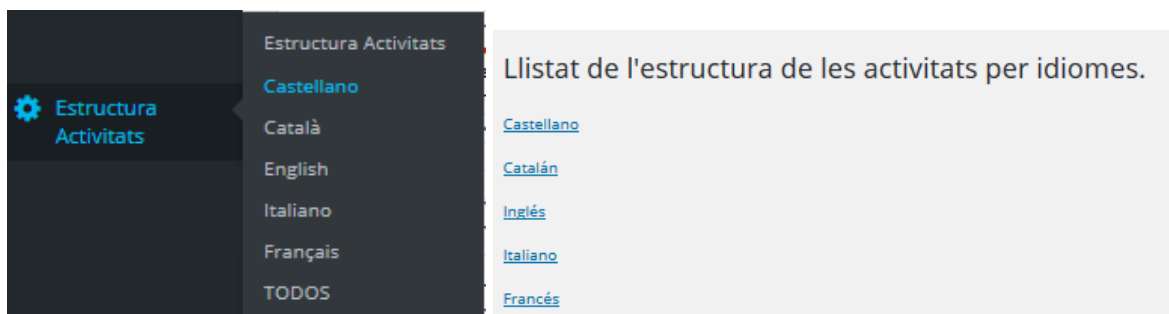 Estructura
Activitats
Estructura Activitats
Castellano
Català
English
Italiano
Français
TODOS
Llistat de l'estructura de les activitats per idiomes.
Castellano
Catalán
Inglés
Italiano
Francés